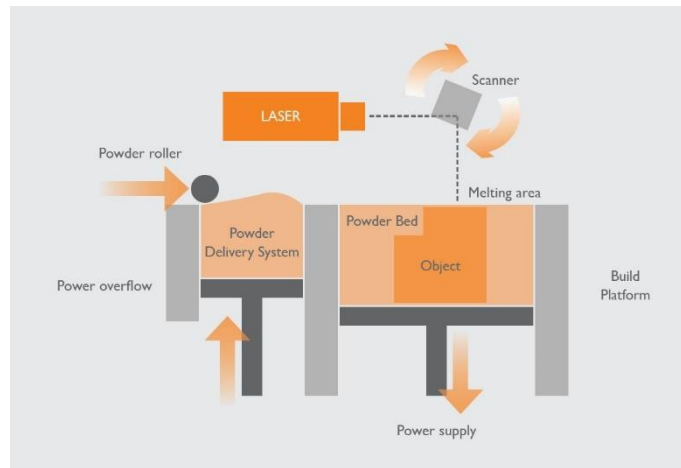 Scanner
LASER
Powder roller
Melting area
Powder Bed
Powder
Delivery System
Object
Power overflow
Build
Platform
Power supply